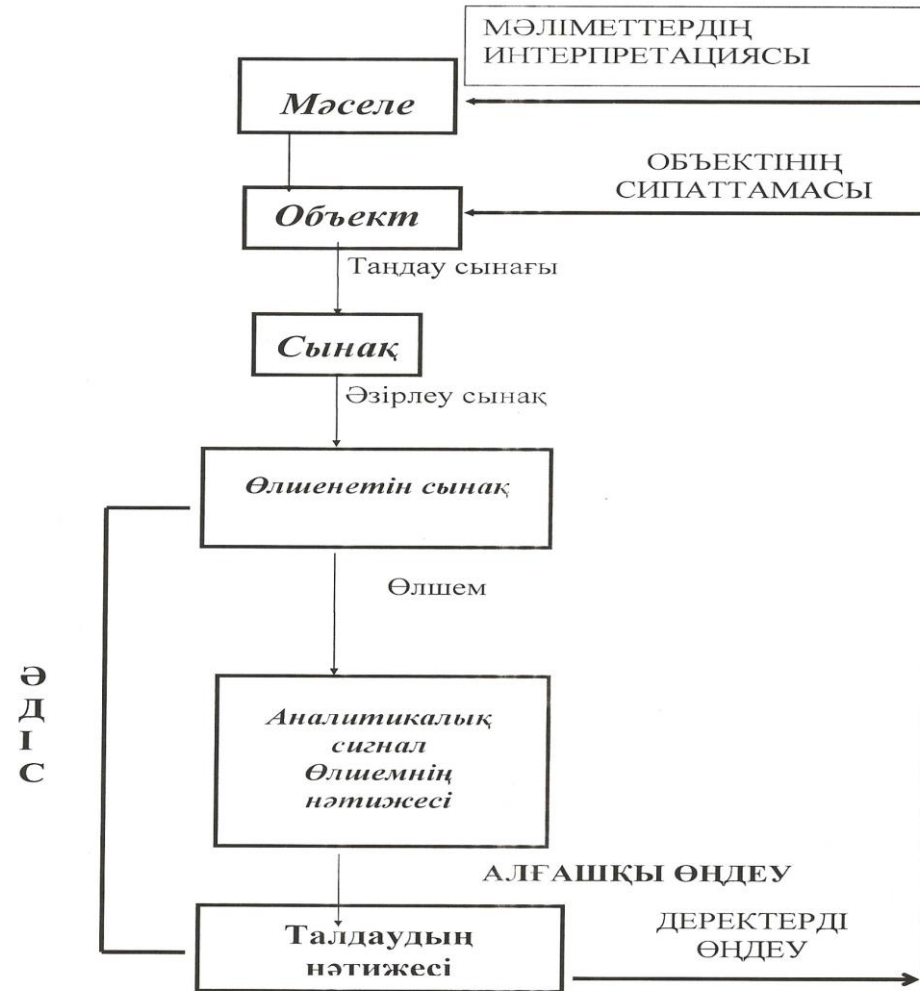 МӘЛІМЕТТЕРДІҢ
ИНТЕРПРЕТАЦИЯСЫ
Мәселе
ОБЪЕКТІНІҢ
СИПАТТАМАСЫ
Объект
Таңдау сынағы
Сынақ
Әзірлеу сынақ
Өлшенетін сынақ
Өлшем
Ә
Д
І
С
Аналитикалық
сигнал
Өлшемнің
нәтижесі
АЛҒАШҚЫ ӨҢДЕУ
Талдаудың
нәтижесі
ДЕРЕКТЕРДІ
ӨҢДЕУ